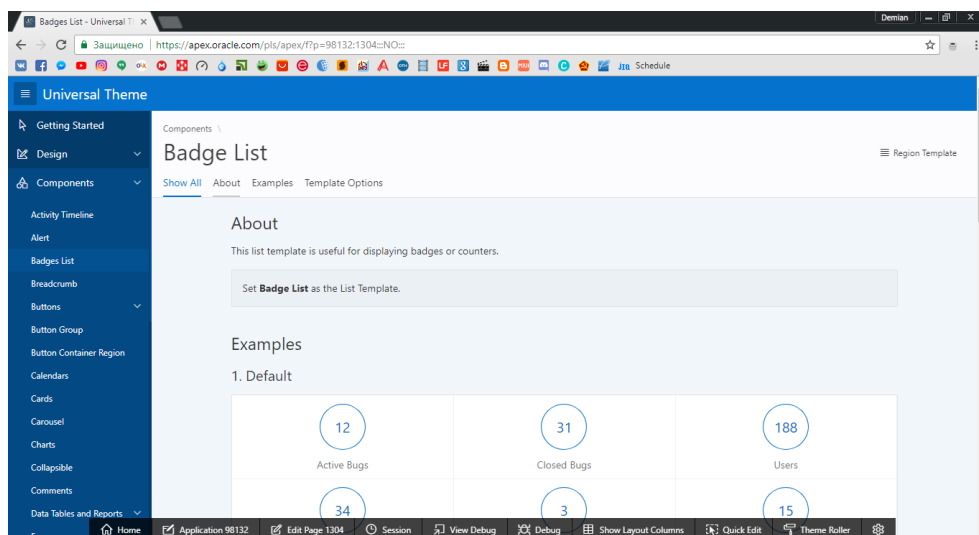 Badges List - Universal T
Demian
Защищено
https://apex.oracle.com/pls/apex/f?p=98132:1304:::NO:::
Schedule
Universal Theme
Getting Started
Design
Components
Activity Timeline
Alert
Badges List
Breadcrumb
Buttons
Button Group
Button Container Region
Calendars
Cards
Carousel
Charts
Collapsible
Comments
Data Tables and Reports
Components \
Badge List
Region Template
Show All About Examples Template Options
About
This list template is useful for displaying badges or counters.
Set Badge List as the List Template.
Examples
1. Default
12 31 188
Active Bugs Closed Bugs Users
34 3 15
Home Application 98132 Edit Page 1304 Session View Debug Debug Show Layout Columns Quick Edit Theme Roller